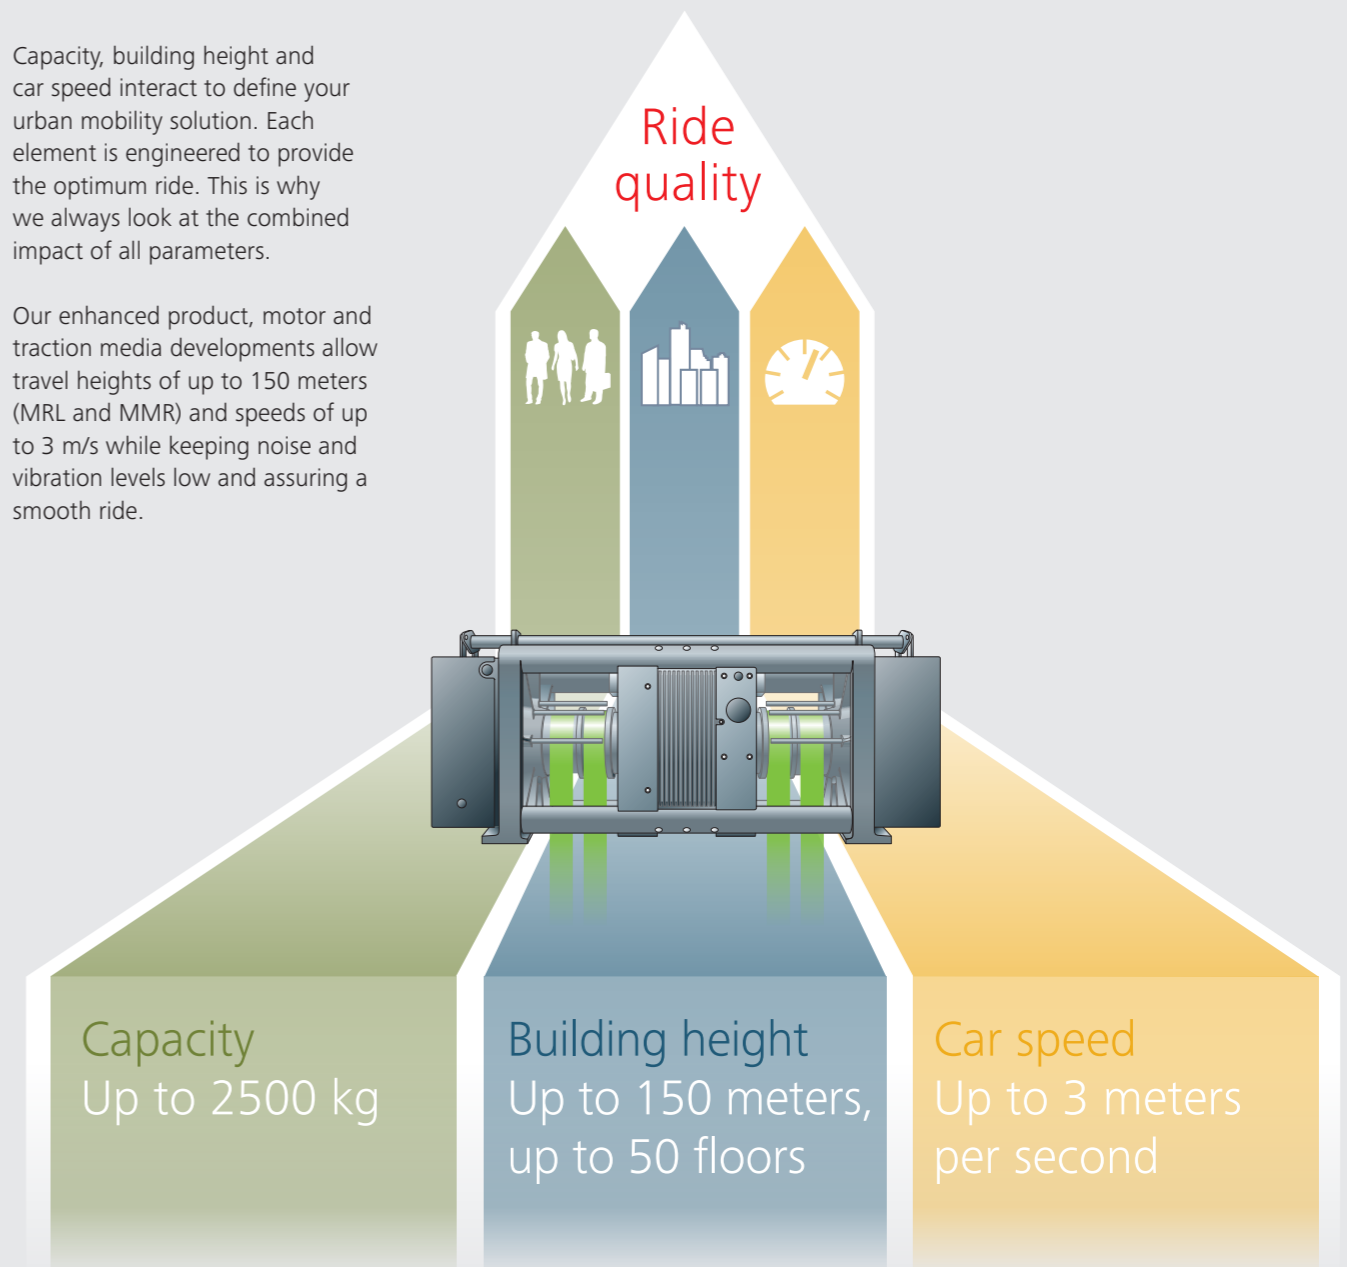 Capacity, building height and
car speed interact to define your
urban mobility solution. Each
element is engineered to provide
the optimum ride. This is why
we always look at the combined
impact of all parameters.
Our enhanced product, motor and
traction media developments allow
travel heights of up to 150 meters
(MRL and MMR) and speeds of up
to 3 m/s while keeping noise and
vibration levels low and assuring a
smooth ride.
Ride
quality
Capacity
Up to 2500 kg
Building height
Up to 150 meters,
up to 50 floors
Car speed
Up to 3 meters
per second